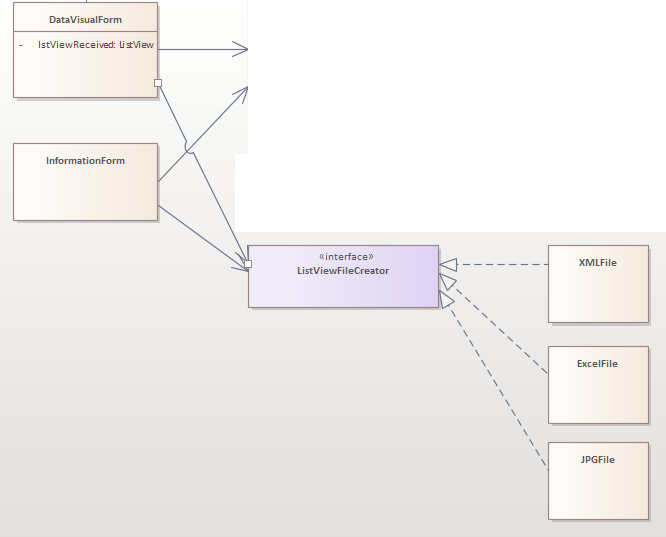 DataVisualForm
- lstViewReceived: ListView
InformationForm
«interface»
ListViewFileCreator
XMLFile
ExcelFile
JPGFile